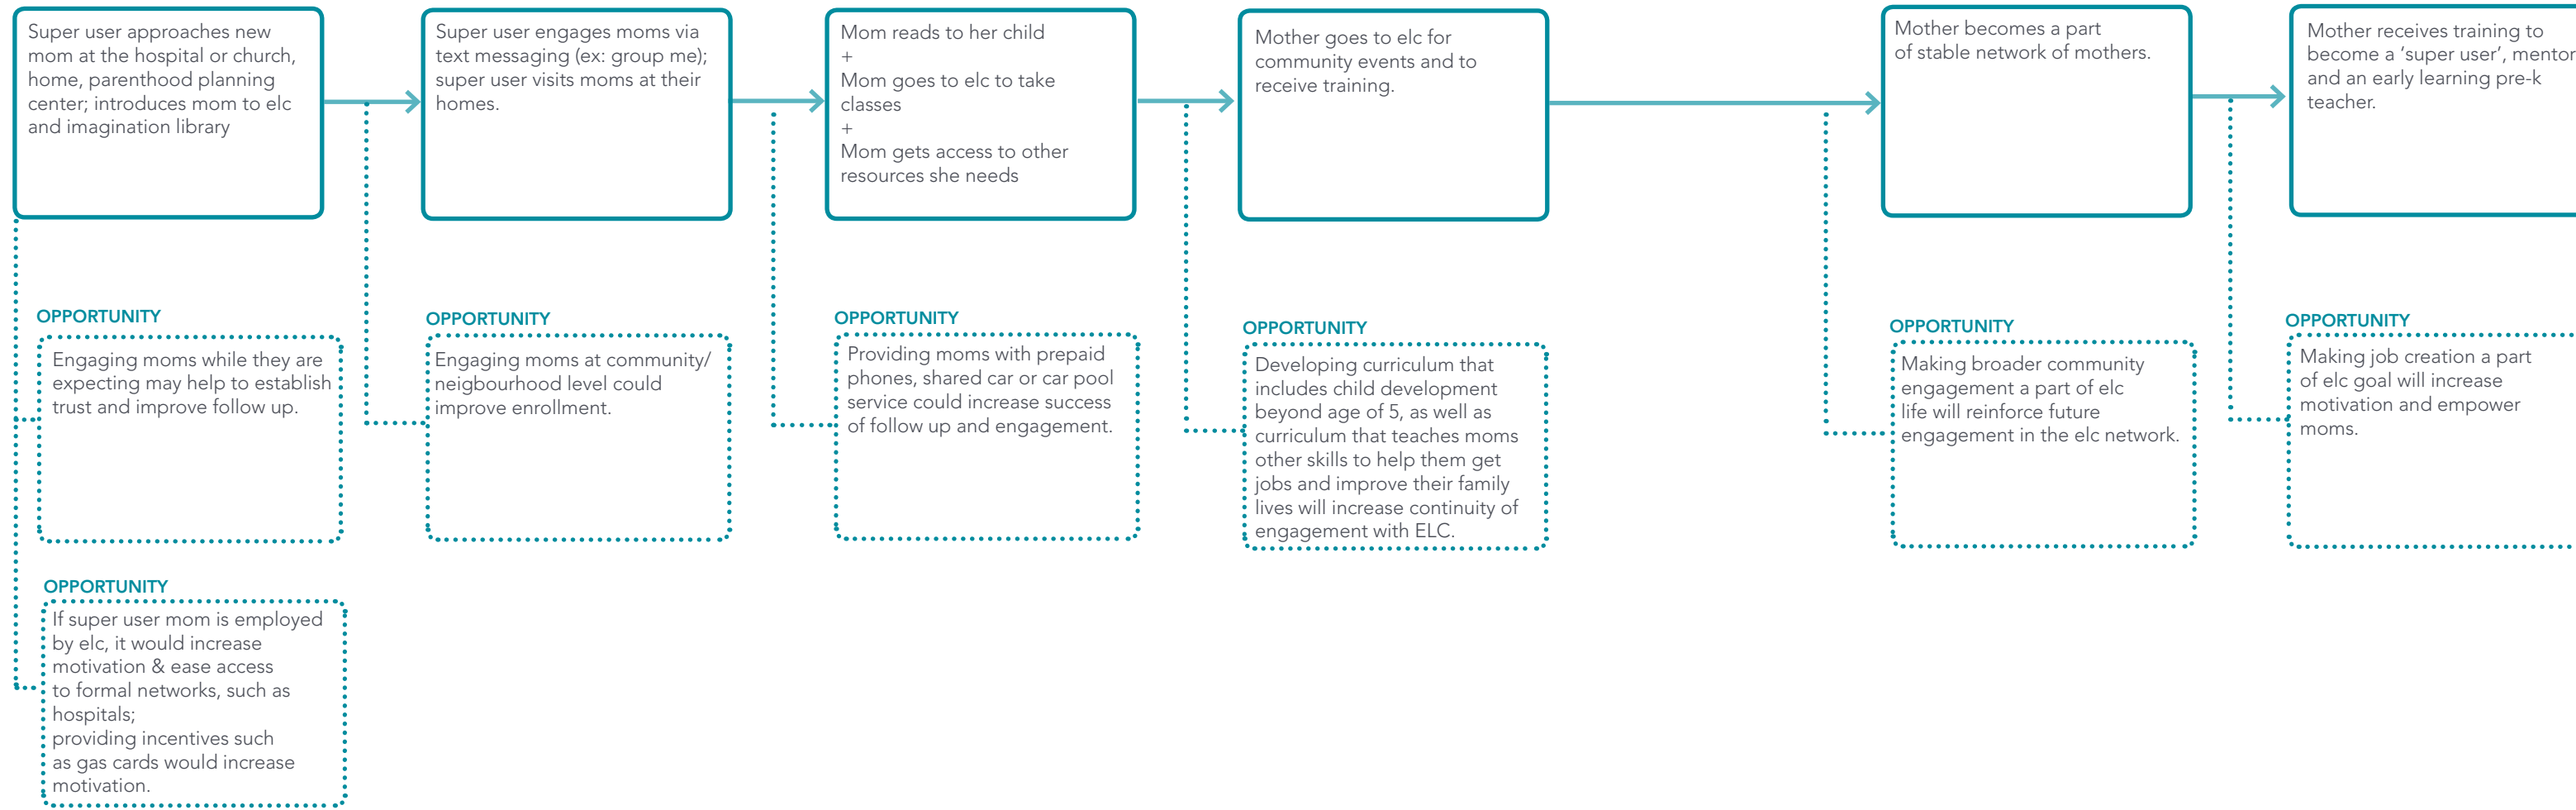 Super user approaches new
mom at the hospital or church,
home, parenthood planning
center; introduces mom to elc
and imagination library
Super user engages moms via
text messaging (ex: group me);
super user visits moms at their
homes.
Mom reads to her child
+
Mom goes to elc to take
classes
+
Mom gets access to other
resources she needs
Mother goes to elc for
community events and to
receive training.
Mother becomes a part
of stable network of mothers.
Mother receives training to
become a ‘super user’, mentor
and an early learning pre-k
teacher.
OPPORTUNITY
Engaging moms while they are
expecting may help to establish
trust and improve follow up.
OPPORTUNITY
Engaging moms at community/
neigbourhood level could
improve enrollment.
OPPORTUNITY
Providing moms with prepaid
phones, shared car or car pool
service could increase success
of follow up and engagement.
OPPORTUNITY
Developing curriculum that
includes child development
beyond age of 5, as well as
curriculum that teaches moms
other skills to help them get
jobs and improve their family
lives will increase continuity of
engagement with ELC.
OPPORTUNITY
Making broader community
engagement a part of elc
life will reinforce future
engagement in the elc network.
OPPORTUNITY
Making job creation a part
of elc goal will increase
motivation and empower
moms.
OPPORTUNITY
If super user mom is employed
by elc, it would increase
motivation & ease access
to formal networks, such as
hospitals;
providing incentives such
as gas cards would increase
motivation.